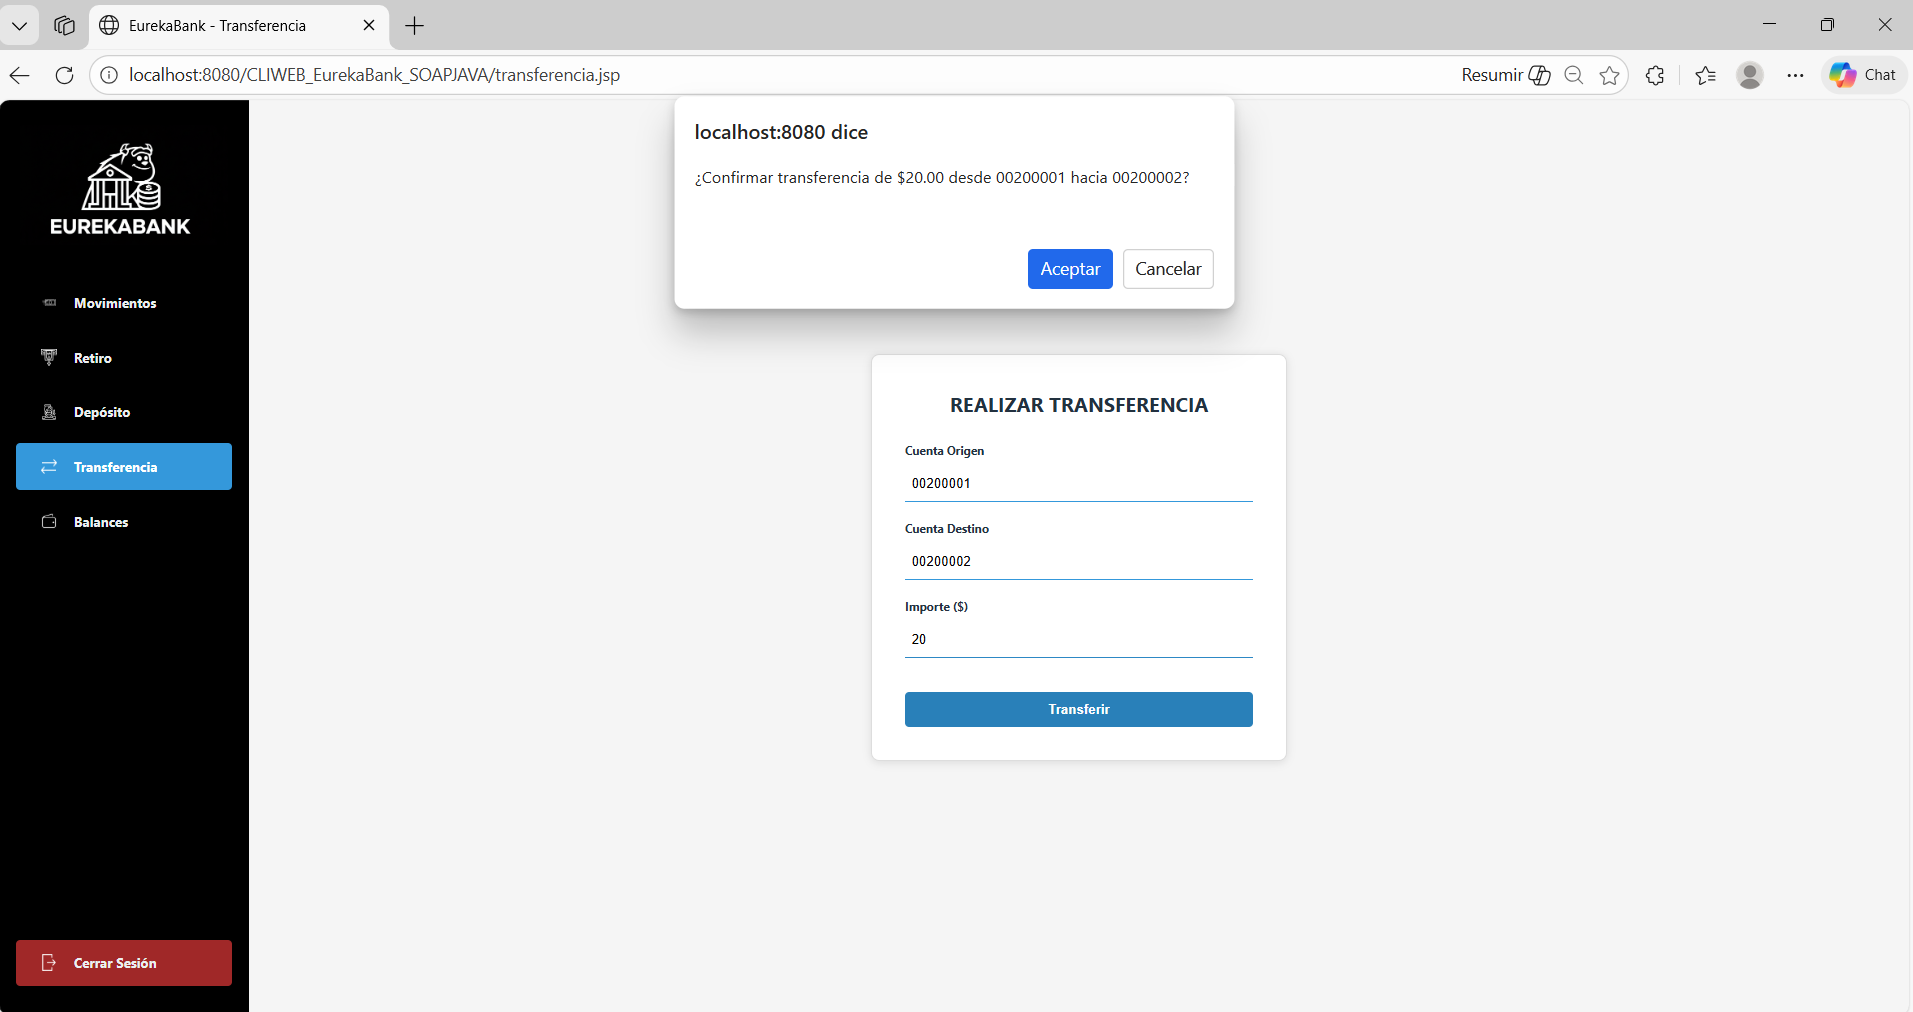 EurekaBank - Transferencia
localhost:8080/CLIWEB_EurekaBank_SOAPJAVA/transferencia.jsp
Resumir
Chat
localhost:8080 dice
¿Confirmar transferencia de $20.00 desde 00200001 hacia 00200002?
Aceptar
Cancelar
EUREKABANK
Movimientos
Retiro
Depósito
Transferencia
Balances
Cerrar Sesión
REALIZAR TRANSFERENCIA
Cuenta Origen
00200001
Cuenta Destino
00200002
Importe ($)
20
Transferir